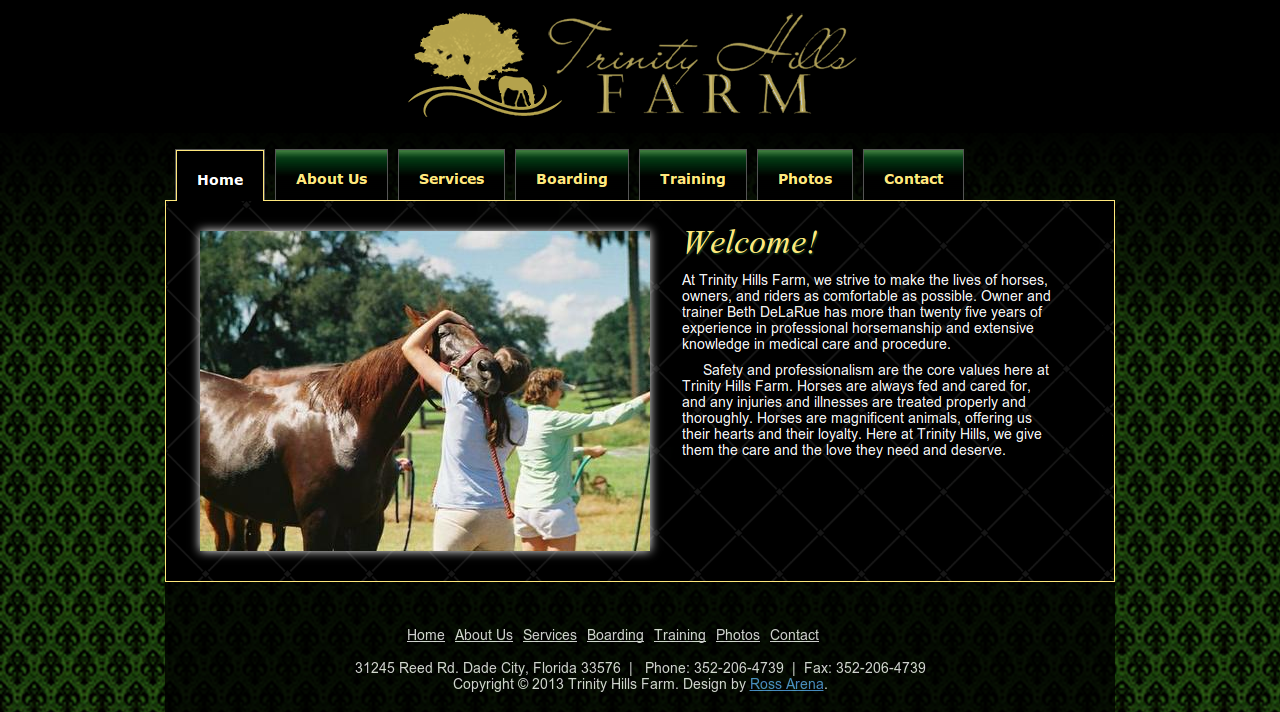 Trinity Hills
FARM
Home About Us Services Boarding Training Photos Contact
Welcome!
At Trinity Hills Farm, we strive to make the lives of horses,
owners, and riders as comfortable as possible. Owner and
trainer Beth DeLaRue has more than twenty five years of
experience in professional horsemanship and extensive
knowledge in medical care and procedure.
Safety and professionalism are the core values here at
Trinity Hills Farm. Horses are always fed and cared for,
and any injuries and illnesses are treated properly and
thoroughly. Horses are magnificent animals, offering us
their hearts and their loyalty. Here at Trinity Hills, we give
them the care and the love they need and deserve.
Home About Us Services Boarding Training Photos Contact
31245 Reed Rd. Dade City, Florida 33576 | Phone: 352-206-4739 | Fax: 352-206-4739
Copyright © 2013 Trinity Hills Farm. Design by Ross Arena.